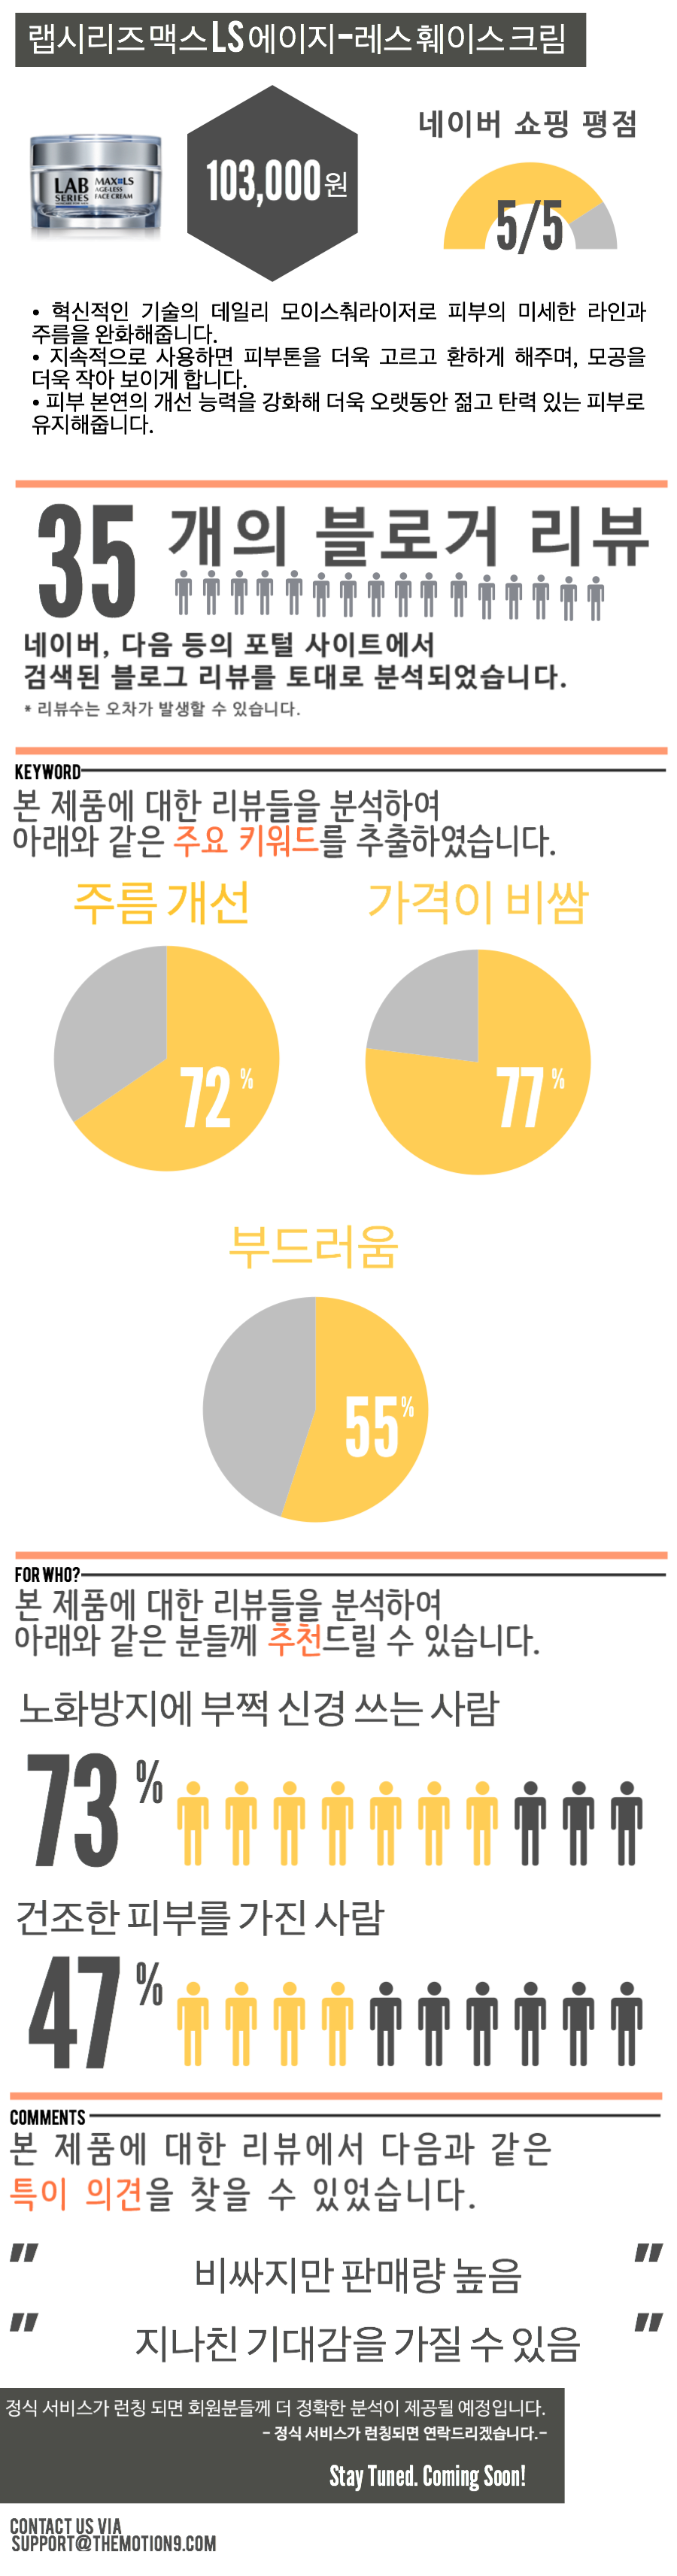 랩시리즈 맥스 LS 에이지-레스 훼이스 크림
네이버 쇼핑 평점
LAB SERIES
MAX LS
AGE-LESS
FACE CREAM
103,000원
5/5
• 혁신적인 기술의 데일리 모이스춰라이저로 피부의 미세한 라인과
주름을 완화해줍니다.
• 지속적으로 사용하면 피부톤을 더욱 고르고 환하게 해주며, 모공을
더욱 작아 보이게 합니다.
• 피부 본연의 개선 능력을 강화해 더욱 오랫동안 젊고 탄력 있는 피부로
유지해줍니다.
35 개의 블로거 리뷰
네이버, 다음 등의 포털 사이트에서
검색된 블로그 리뷰를 토대로 분석되었습니다.
* 리뷰수는 오차가 발생할 수 있습니다.
KEYWORD
본 제품에 대한 리뷰들을 분석하여
아래와 같은 주요 키워드를 추출하였습니다.
주름 개선
가격이 비쌈
72%
77%
부드러움
55%
FOR WHO?
본 제품에 대한 리뷰들을 분석하여
아래와 같은 분들께 추천드릴 수 있습니다.
노화방지에 부쩍 신경 쓰는 사람
73%
건조한 피부를 가진 사람
47%
COMMENTS
본 제품에 대한 리뷰에서 다음과 같은
특이 의견을 찾을 수 있었습니다.
" 비싸지만 판매량 높음 "
" 지나친 기대감을 가질 수 있음 "
정식 서비스가 런칭 되면 회원분들께 더 정확한 분석이 제공될 예정입니다.
- 정식 서비스가 런칭되면 연락드리겠습니다.-
Stay Tuned. Coming Soon!
CONTACT US VIA
SUPPORT@THEMOTION9.COM